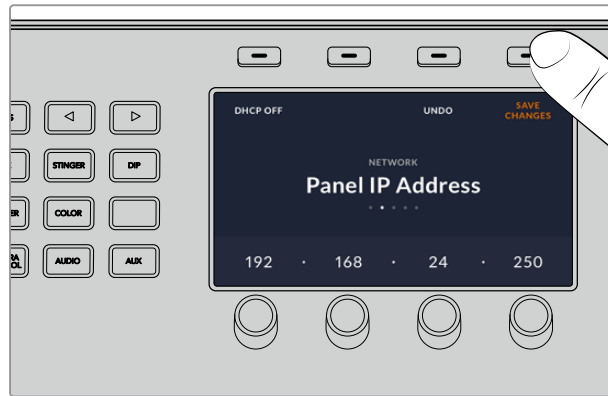 DHCP OFF
UNDO
SAVE
CHANGES
NETWORK
Panel IP Address
192 · 168 · 24 · 250
STINGER
DIP
COLOR
AUDIO
AUX